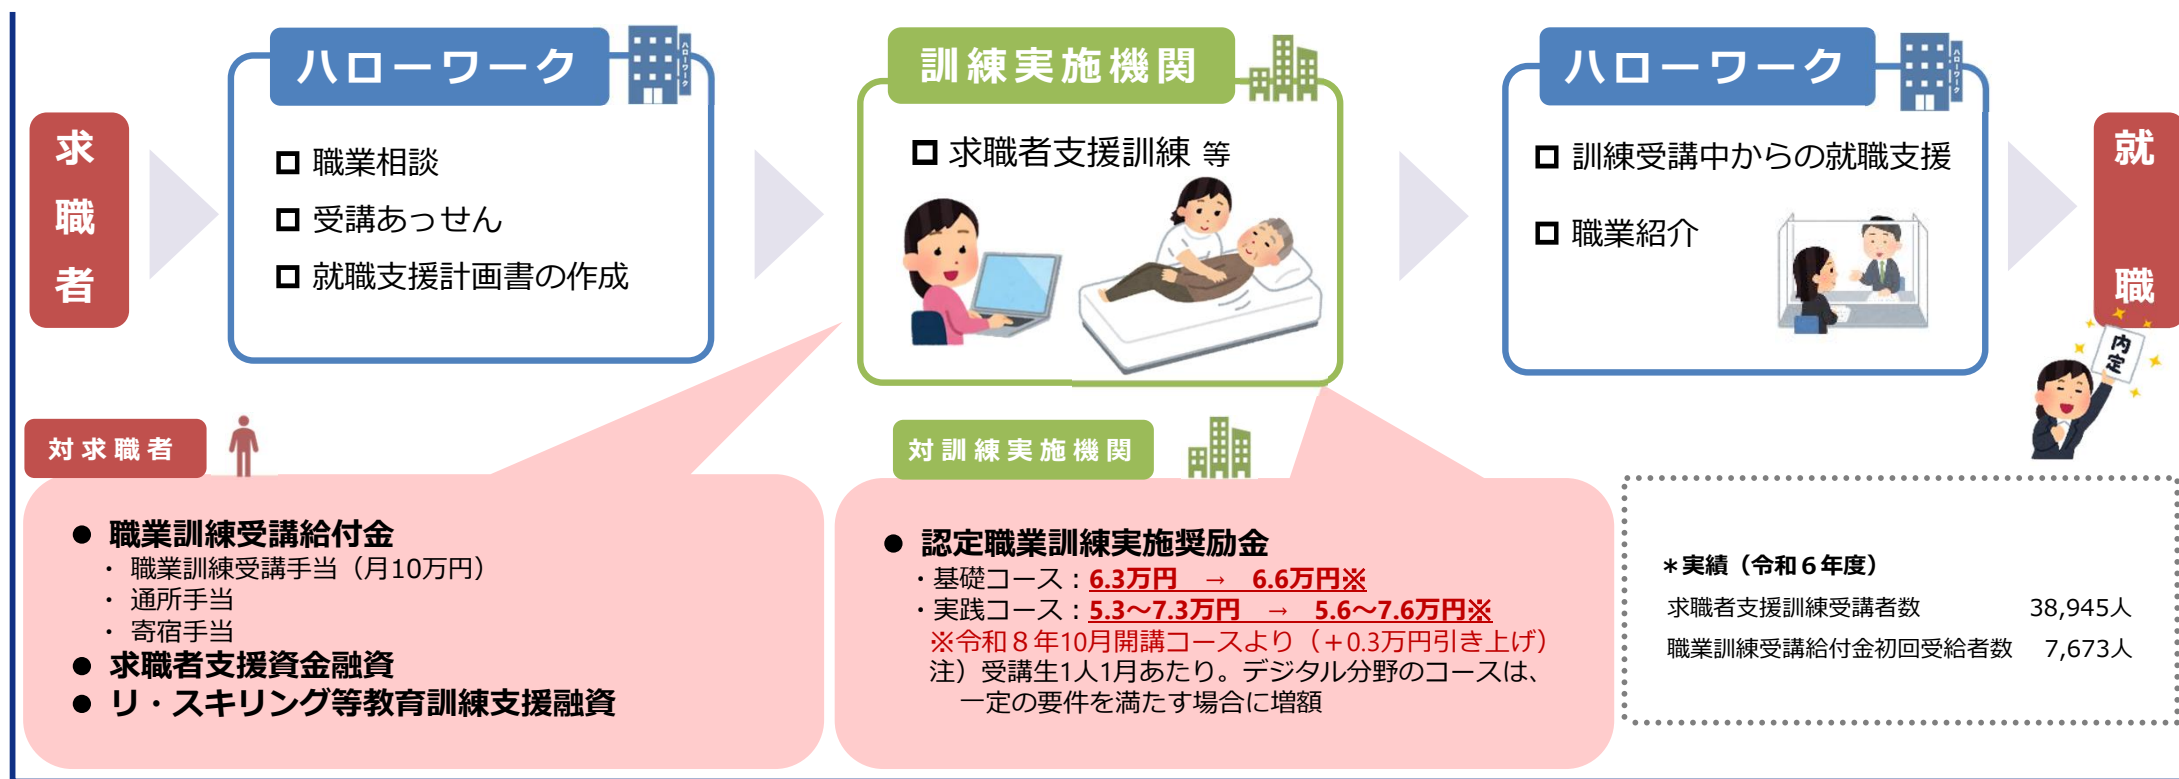 求職者
ハローワーク
ハローワーク
職業相談
受講あっせん
就職支援計画書の作成
訓練実施機関
求職者支援訓練 等
ハローワーク
ハローワーク
訓練受講中からの就職支援
職業紹介
就職
内定
対求職者
● 職業訓練受講給付金
・ 職業訓練受講手当（月10万円）
・ 通所手当
・ 寄宿手当
● 求職者支援資金融資
● リ・スキリング等教育訓練支援融資
対訓練実施機関
● 認定職業訓練実施奨励金
・基礎コース：6.3万円 → 6.6万円※
・実践コース：5.3～7.3万円 → 5.6～7.6万円※
※令和８年10月開講コースより（＋0.3万円引き上げ）
注）受講生1人1月あたり。デジタル分野のコースは、
一定の要件を満たす場合に増額
＊実績（令和６年度）
求職者支援訓練受講者数 38,945人
職業訓練受講給付金初回受給者数 7,673人